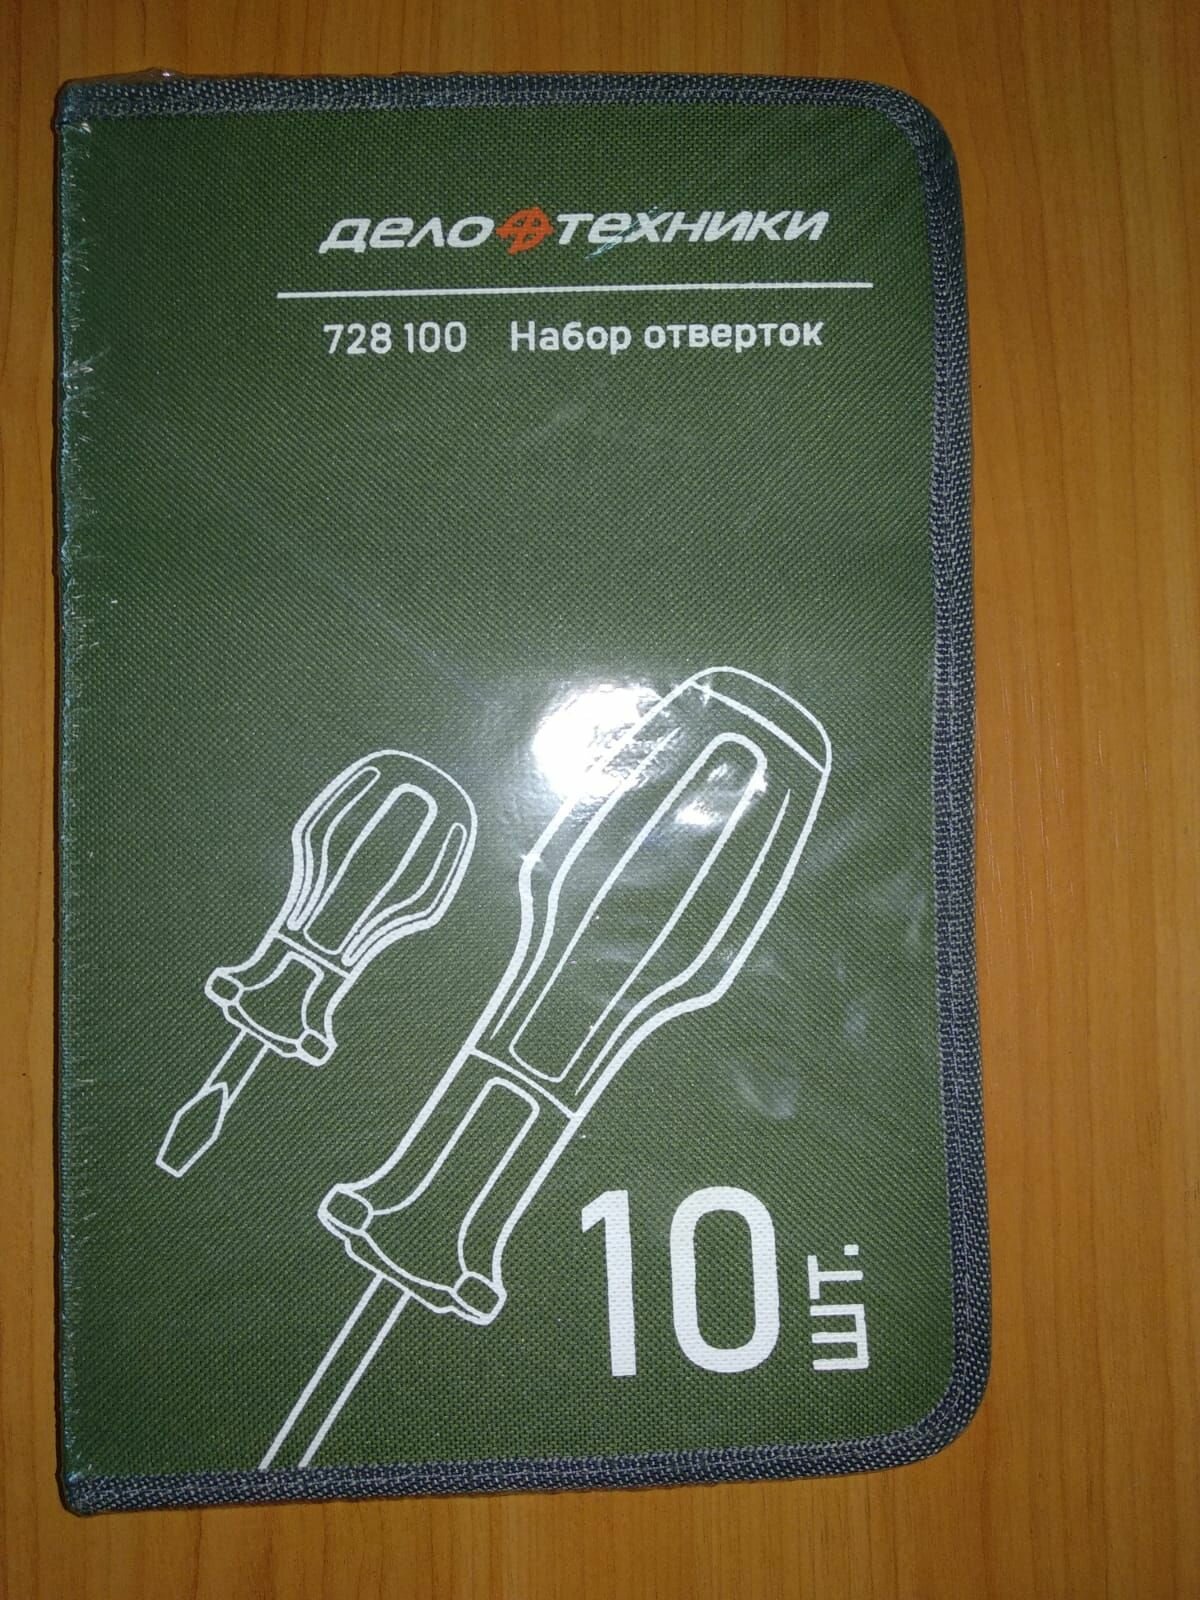 дело техники
728 100 Набор отверток
10 шт.